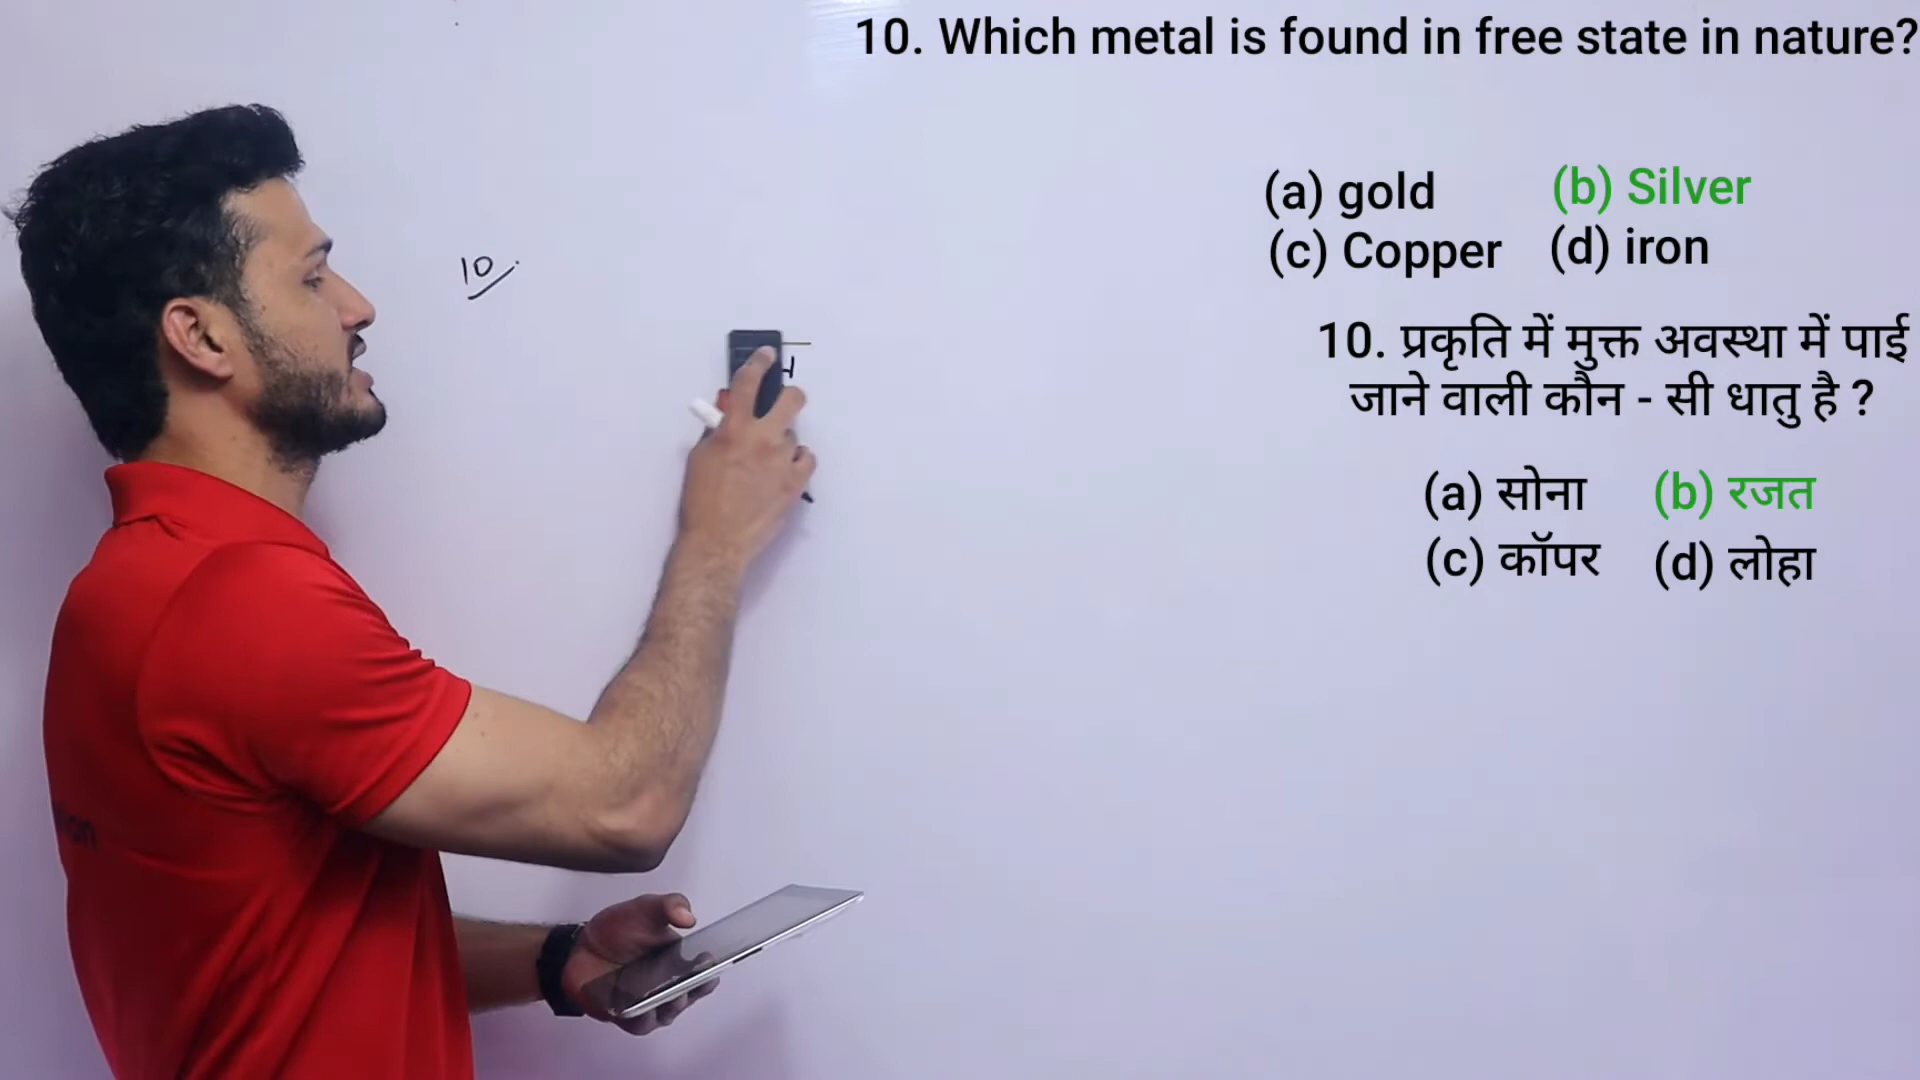 10. Which metal is found in free state in nature?
(a) gold (b) Silver
(c) Copper (d) iron
10. प्रकृति में मुक्त अवस्था में पाई
जाने वाली कौन - सी धातु है ?
(a) सोना (b) रजत
(c) कॉपर (d) लोहा
10